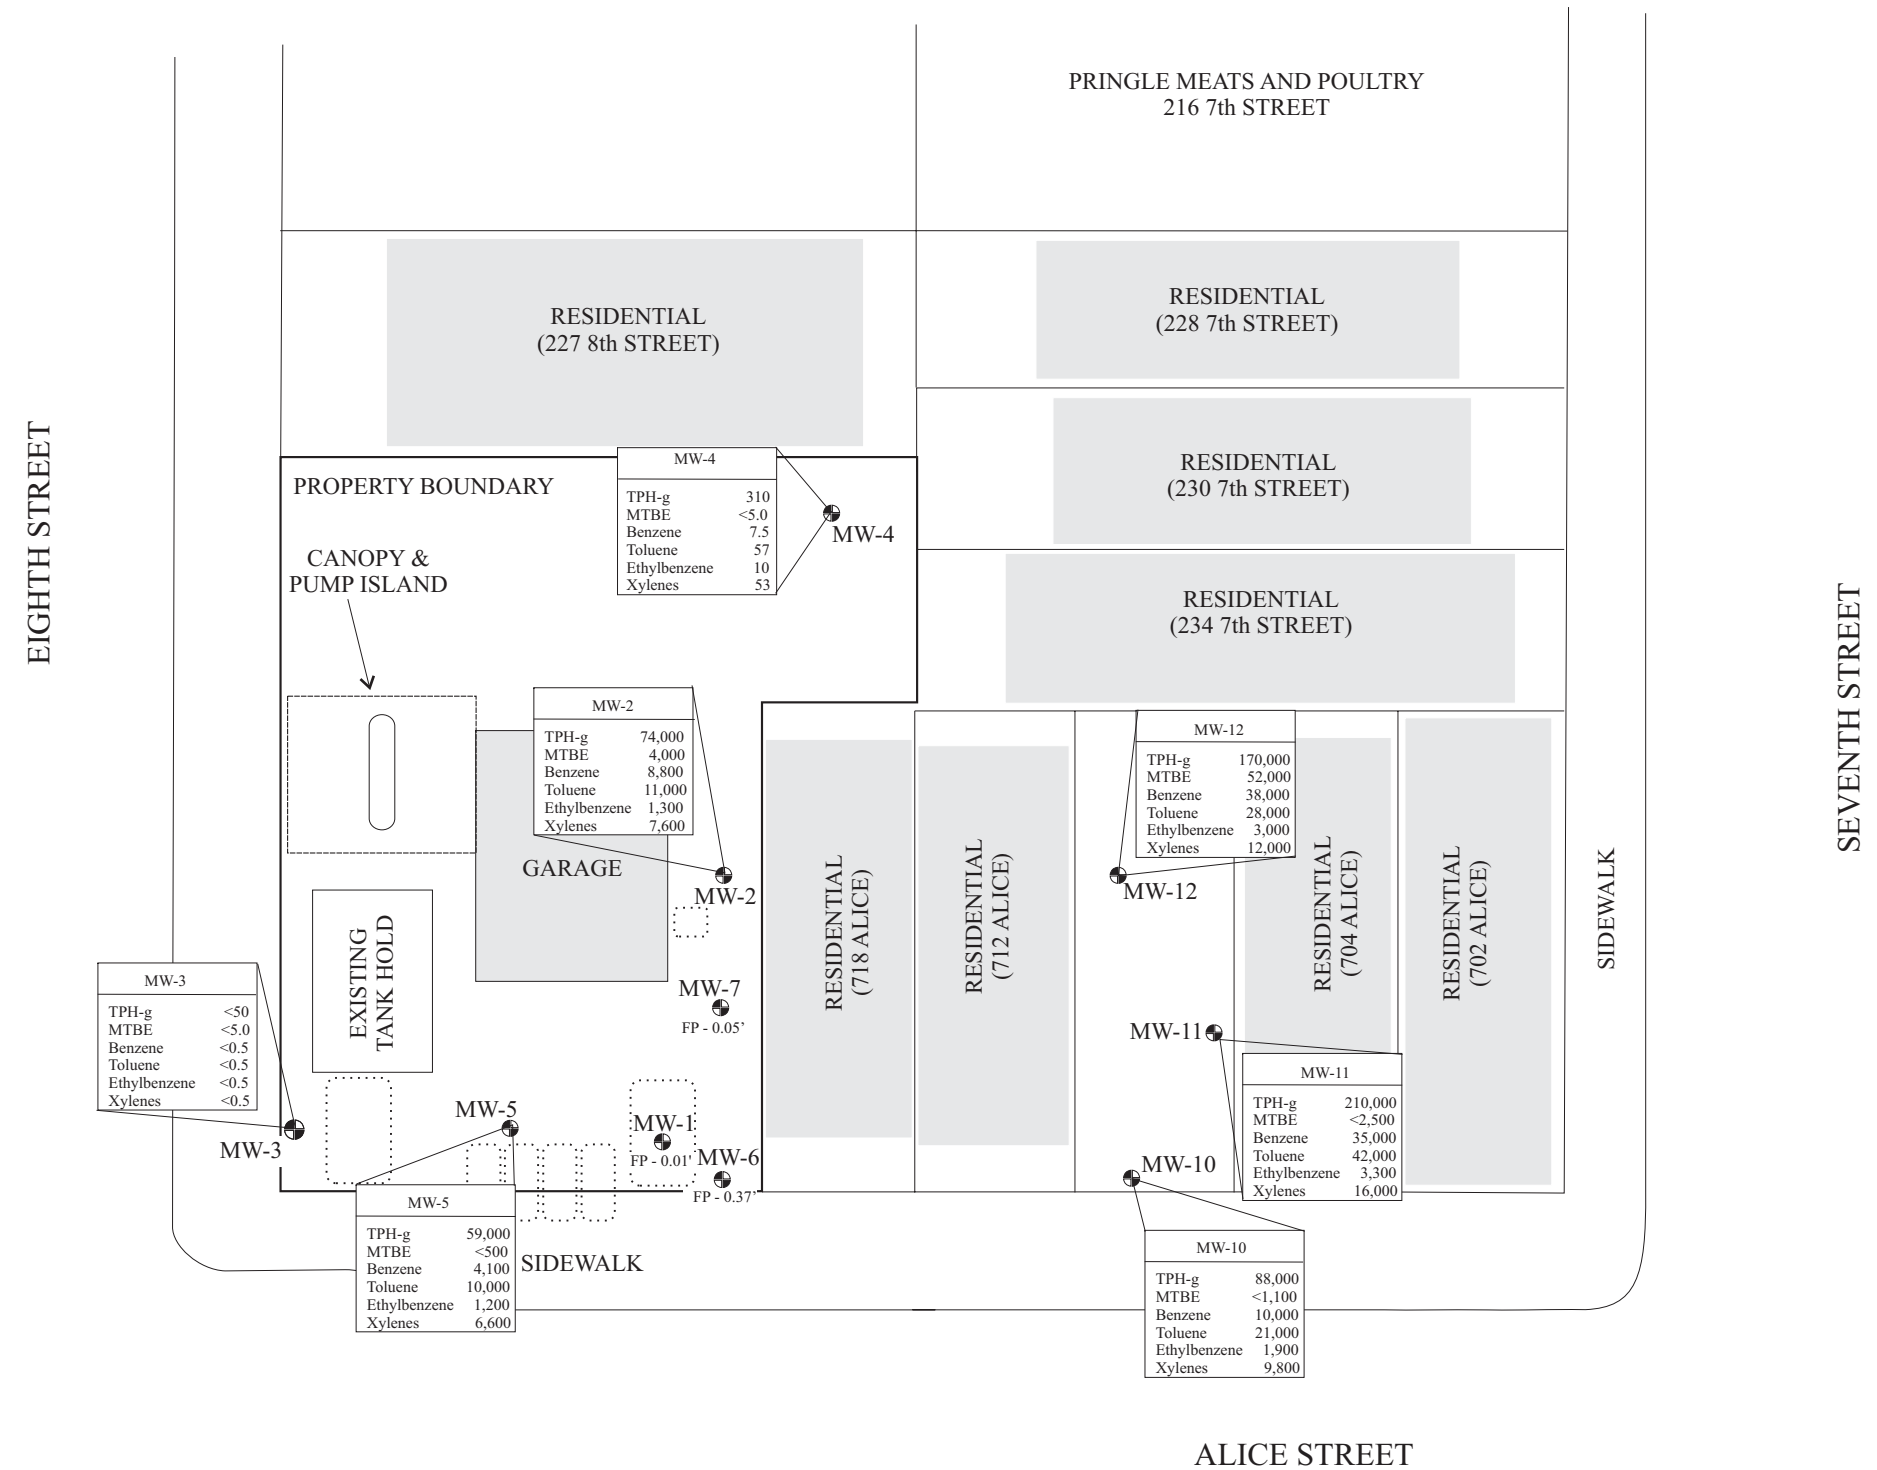 PRINGLE MEATS AND POULTRY
216 7th STREET
RESIDENTIAL
(227 8th STREET)
RESIDENTIAL
(228 7th STREET)
RESIDENTIAL
(230 7th STREET)
RESIDENTIAL
(234 7th STREET)
EIGHTH STREET
SEVENTH STREET
PROPERTY BOUNDARY
MW-4
TPH-g 310
MTBE <5.0
Benzene 7.5
Toluene 57
Ethylbenzene 10
Xylenes 53
MW-4
CANOPY &
PUMP ISLAND
MW-2
TPH-g 74,000
MTBE 4,000
Benzene 8,800
Toluene 11,000
Ethylbenzene 1,300
Xylenes 7,600
GARAGE
MW-2
MW-12
TPH-g 170,000
MTBE 52,000
Benzene 38,000
Toluene 28,000
Ethylbenzene 3,000
Xylenes 12,000
MW-12
RESIDENTIAL
(718 ALICE)
RESIDENTIAL
(712 ALICE)
RESIDENTIAL
(704 ALICE)
RESIDENTIAL
(702 ALICE)
SIDEWALK
EXISTING
TANK HOLD
MW-3
TPH-g <50
MTBE <5.0
Benzene <0.5
Toluene <0.5
Ethylbenzene <0.5
Xylenes <0.5
MW-3
MW-7
FP - 0.05'
MW-5
MW-1
FP - 0.01'
MW-6
FP - 0.37'
MW-11
MW-11
TPH-g 210,000
MTBE <2,500
Benzene 35,000
Toluene 42,000
Ethylbenzene 3,300
Xylenes 16,000
MW-10
MW-5
TPH-g 59,000
MTBE <500
Benzene 4,100
Toluene 10,000
Ethylbenzene 1,200
Xylenes 6,600
SIDEWALK
MW-10
TPH-g 88,000
MTBE <1,100
Benzene 10,000
Toluene 21,000
Ethylbenzene 1,900
Xylenes 9,800
ALICE STREET